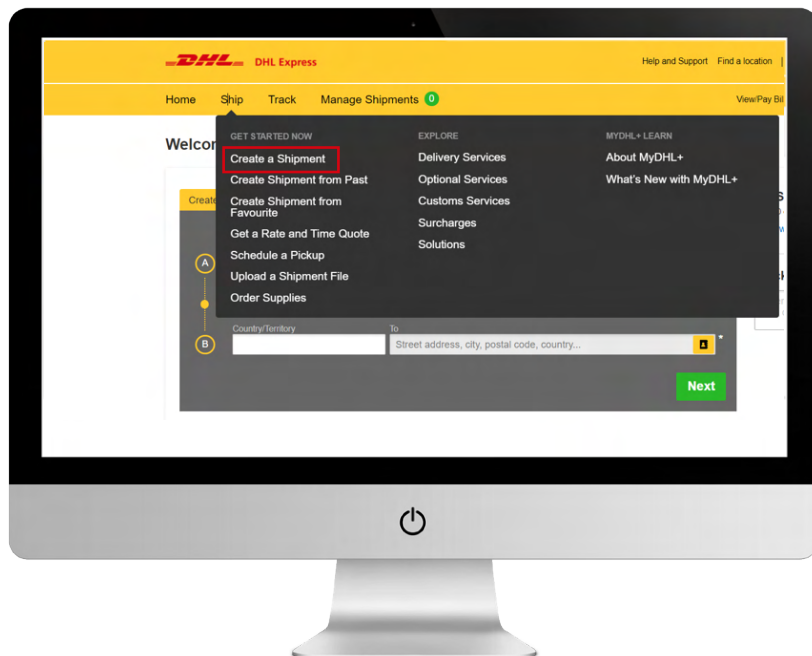 DHL DHL Express
Help and Support Find a location |
Home Ship Track Manage Shipments 0
View/Pay Bil
Welcor
GET STARTED NOW
Create a Shipment
Create Shipment from Past
Create Shipment from
Favourite
Get a Rate and Time Quote
Schedule a Pickup
Upload a Shipment File
Order Supplies
EXPLORE
Delivery Services
Optional Services
Customs Services
Surcharges
Solutions
MYDHL+ LEARN
About MyDHL+
What's New with MyDHL+
Create
A
B
Country/Territory
To
Street address, city, postal code, country...
*
Next